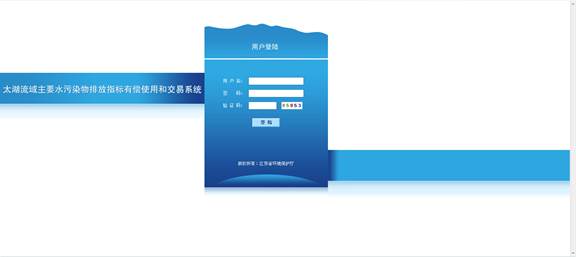 用户登陆
太湖流域主要水污染物排放指标有偿使用和交易系统
用户名：
密 码：
验证码： 85953
登 陆
版权所有：江苏省环境保护厅